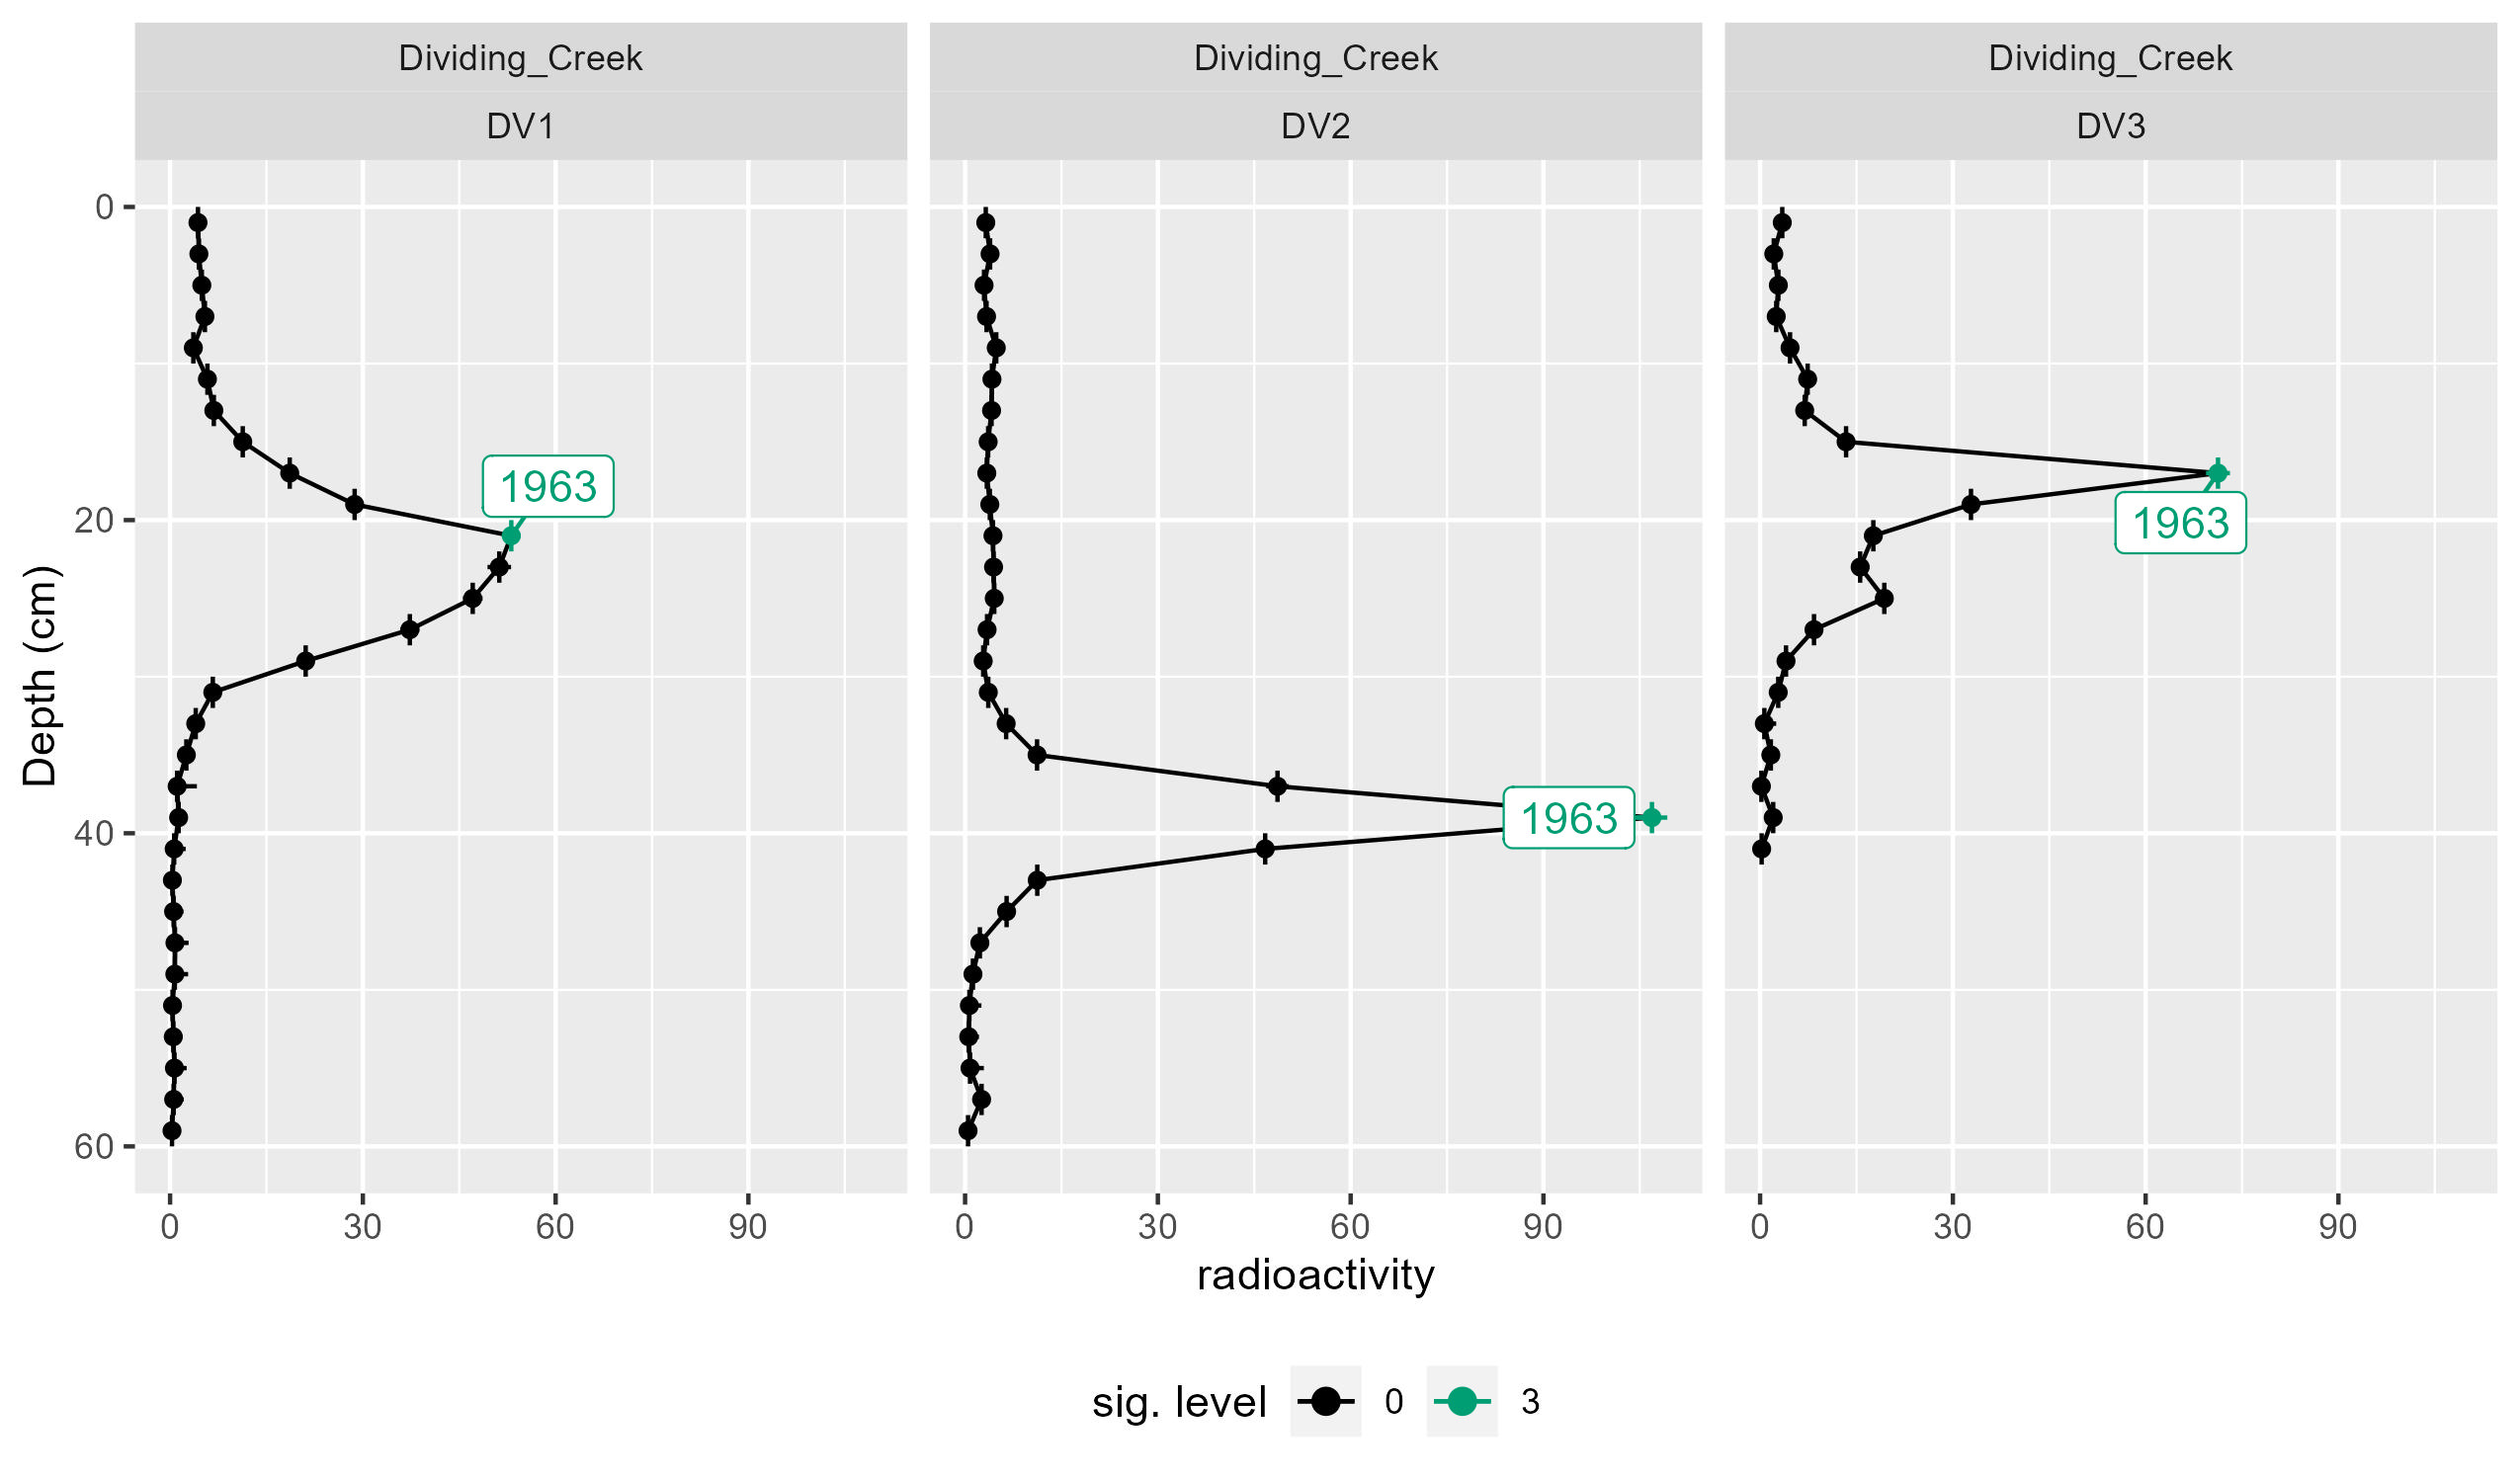 Dividing_Creek Dividing_Creek Dividing_Creek
DV1 DV2 DV3
0
1963
1963
20
1963
40
60
0 30 60 90 0 30 60 90 0 30 60 90
Depth (cm)
radioactivity
sig. level 0 3